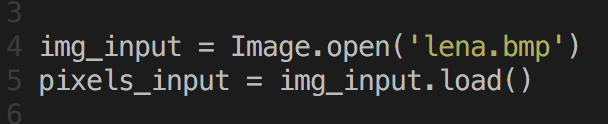 3
4 img_input = Image.open('lena.bmp')
5 pixels_input = img_input.load()
6